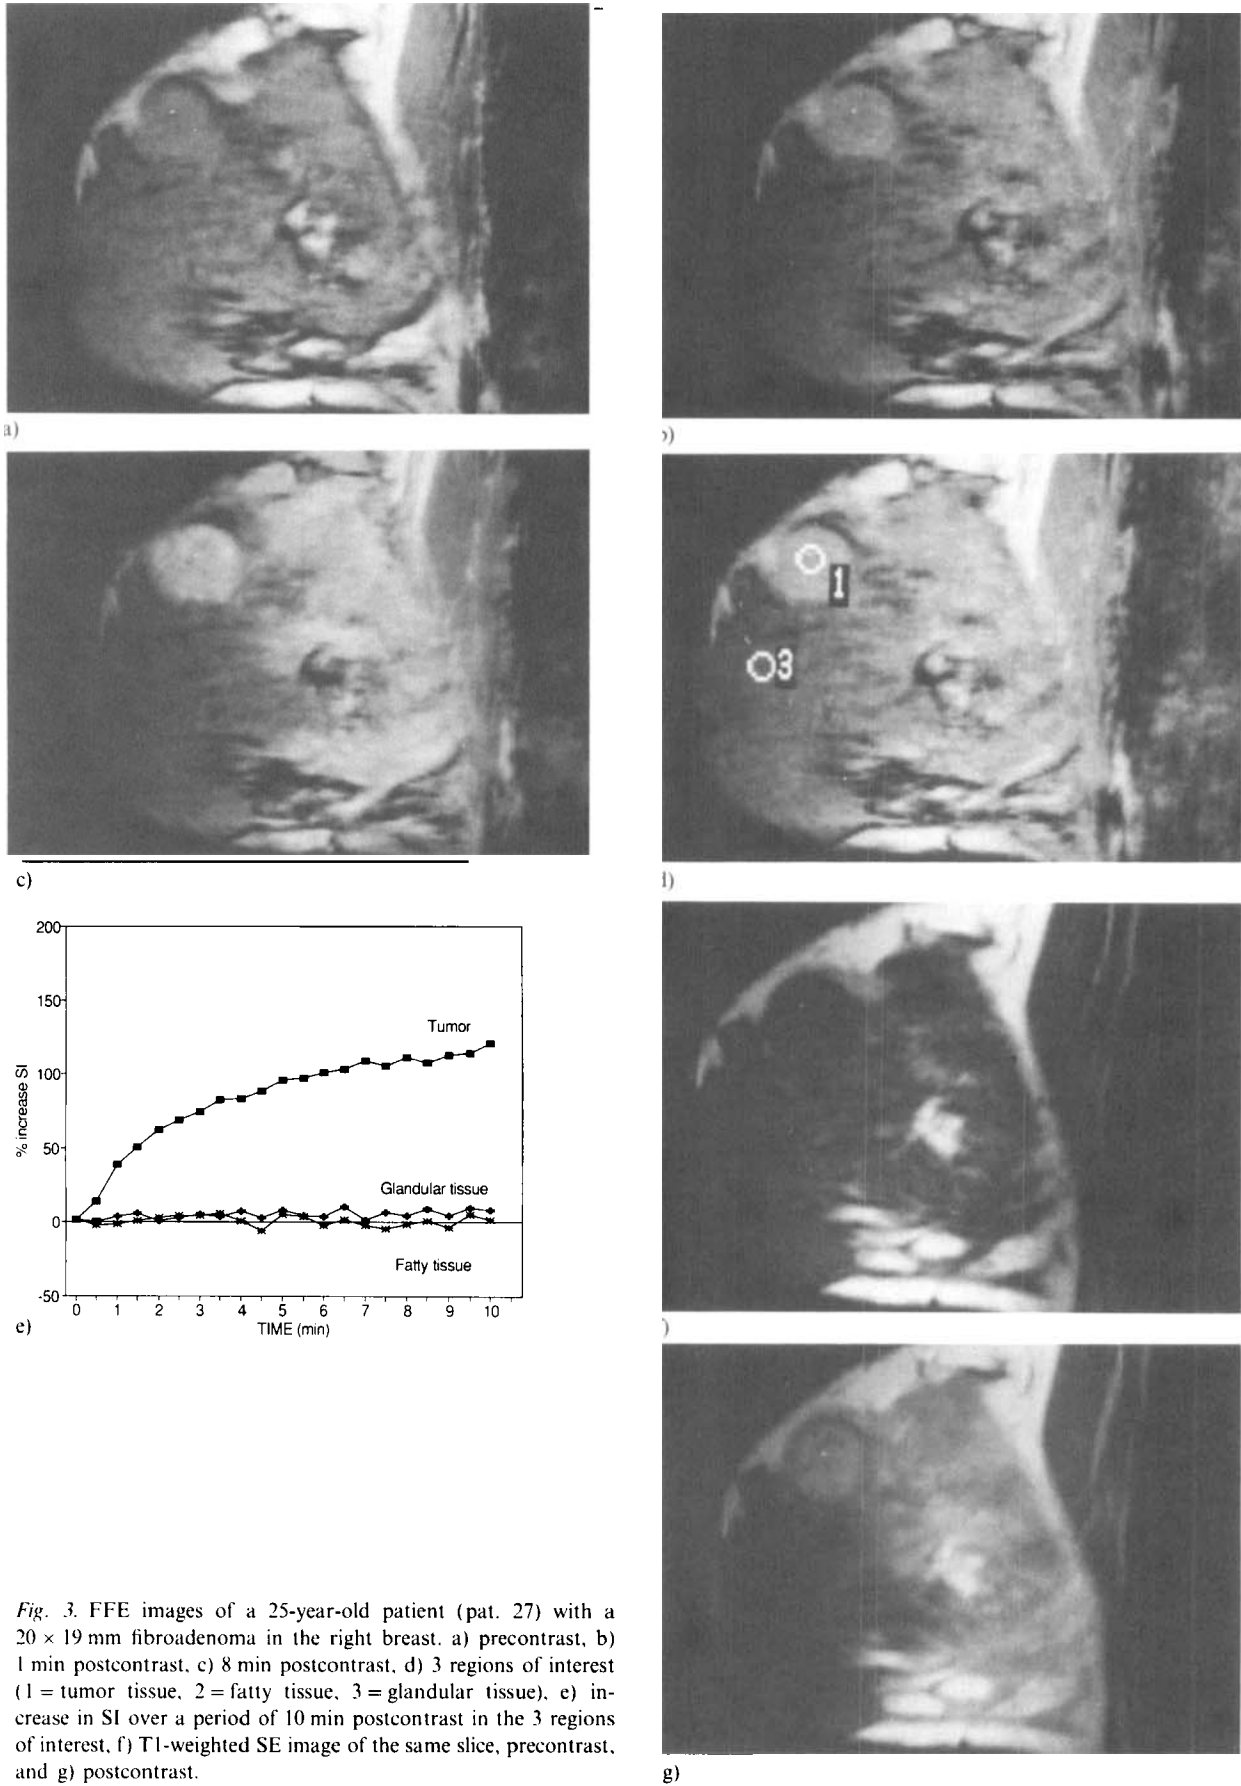 a)
b)
1
3
c)
d)
200
150
100
50
0
-50
% increase SI
Tumor
Glandular tissue
Fatty tissue
0 1 2 3 4 5 6 7 8 9 10
TIME (min)
e)
)
Fig. 3. FFE images of a 25-year-old patient (pat. 27) with a
20 × 19 mm fibroadenoma in the right breast. a) precontrast, b)
1 min postcontrast, c) 8 min postcontrast, d) 3 regions of interest
(1 = tumor tissue, 2 = fatty tissue, 3 = glandular tissue), e) in-
crease in SI over a period of 10 min postcontrast in the 3 regions
of interest, f) T1-weighted SE image of the same slice, precontrast,
and g) postcontrast.
g)